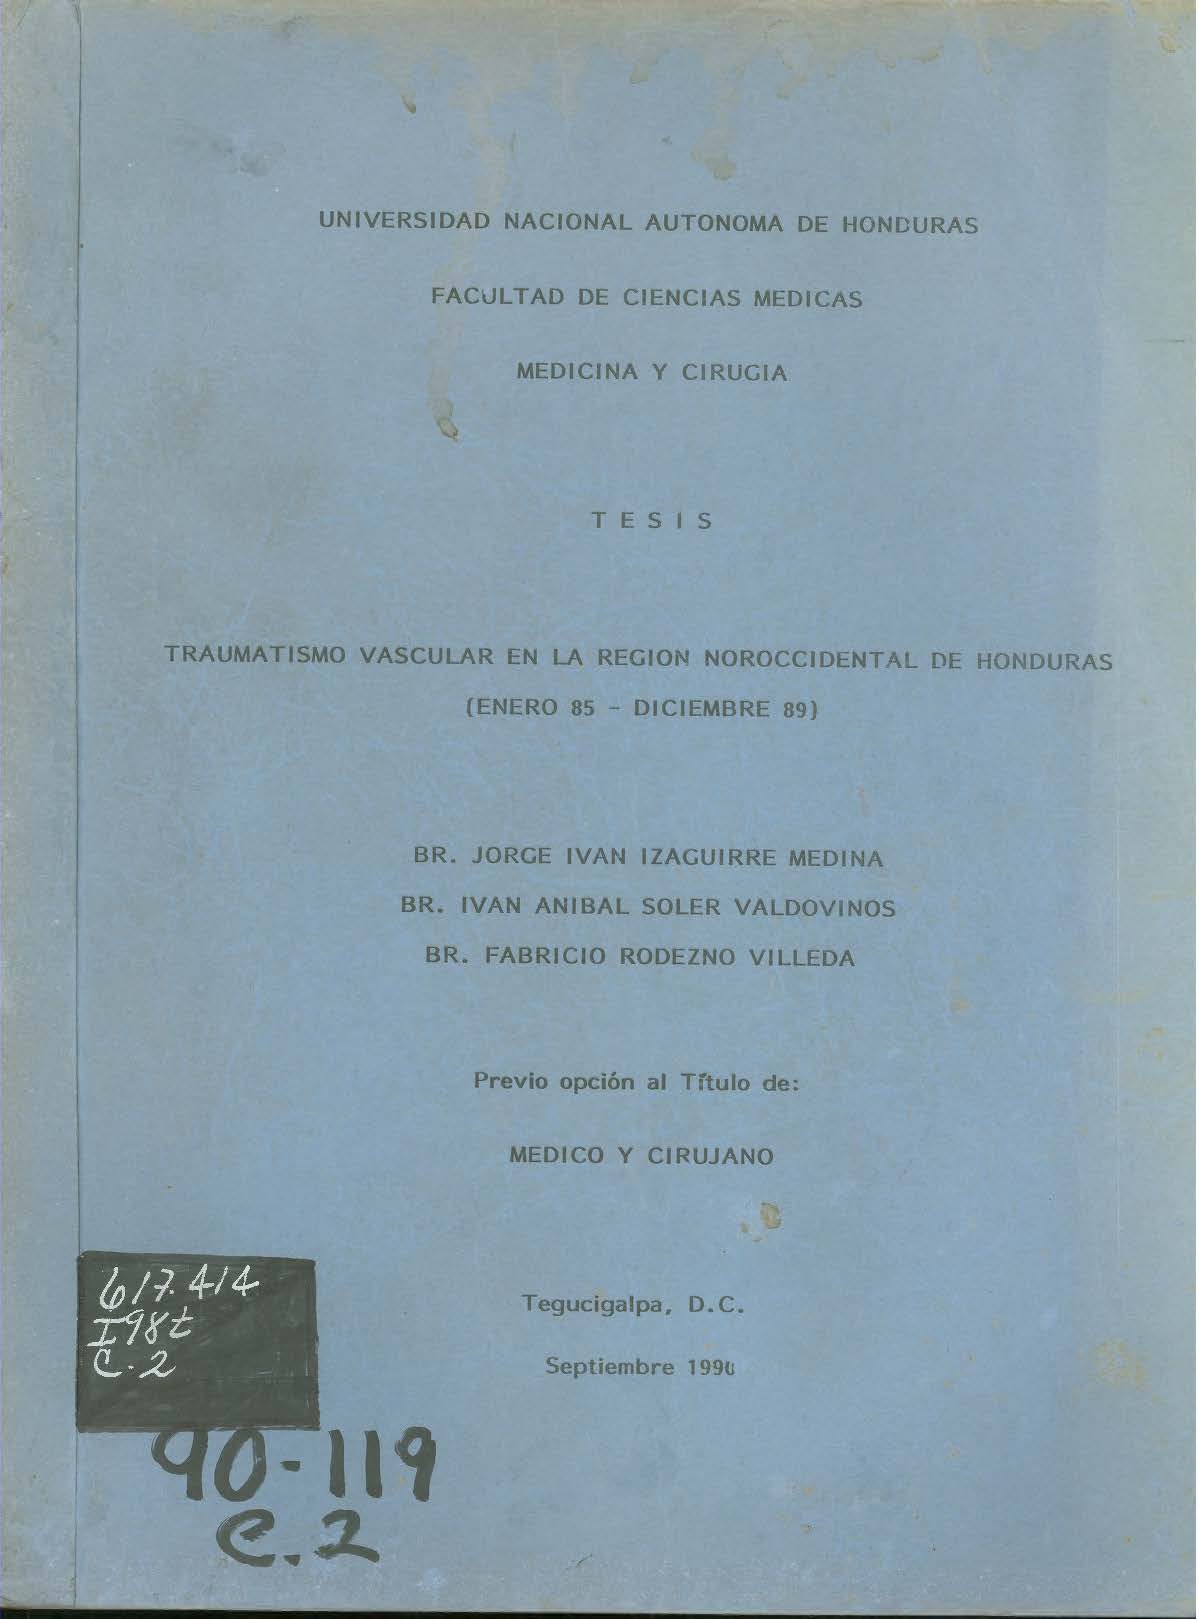 UNIVERSIDAD NACIONAL AUTONOMA DE HONDURAS
FACULTAD DE CIENCIAS MEDICAS
MEDICINA Y CIRUGIA
T E S I S
TRAUMATISMO VASCULAR EN LA REGION NOROCCIDENTAL DE HONDURAS
(ENERO 85 - DICIEMBRE 89)
BR. JORGE IVAN IZAGUIRRE MEDINA
BR. IVAN ANIBAL SOLER VALDOVINOS
BR. FABRICIO RODEZNO VILLEDA
Previo opción al Título de:
MEDICO Y CIRUJANO
Tegucigalpa, D.C.
Septiembre 1990
617.414
I98t
C.2
90-119
C.2